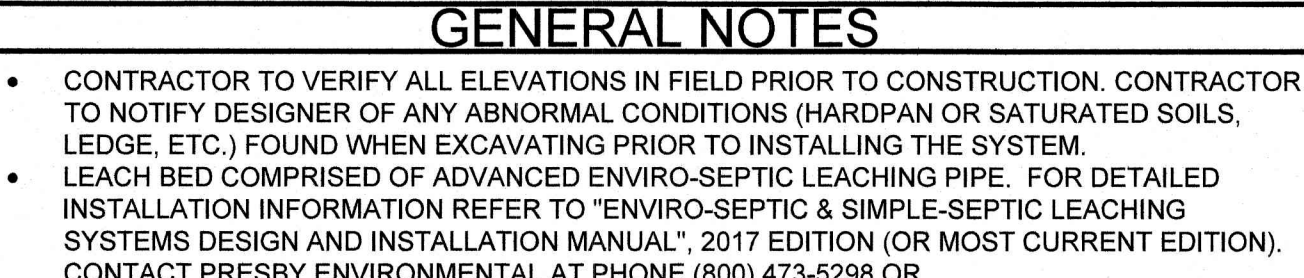 GENERAL NOTES
• CONTRACTOR TO VERIFY ALL ELEVATIONS IN FIELD PRIOR TO CONSTRUCTION. CONTRACTOR
TO NOTIFY DESIGNER OF ANY ABNORMAL CONDITIONS (HARDPAN OR SATURATED SOILS,
LEDGE, ETC.) FOUND WHEN EXCAVATING PRIOR TO INSTALLING THE SYSTEM.
• LEACH BED COMPRISED OF ADVANCED ENVIRO-SEPTIC LEACHING PIPE. FOR DETAILED
INSTALLATION INFORMATION REFER TO "ENVIRO-SEPTIC & SIMPLE-SEPTIC LEACHING
SYSTEMS DESIGN AND INSTALLATION MANUAL", 2017 EDITION (OR MOST CURRENT EDITION).
CONTACT PRESBY ENVIRONMENTAL AT PHONE (800) 473-5298 OR